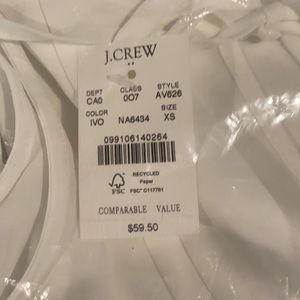 J.CREW
DEPT CLASS STYLE
CA0 007 AV626
COLOR SIZE
IVO NA6434 XS
099106140264
FSC
RECYCLED
Paper
FSC® C117781
COMPARABLE VALUE
$59.50